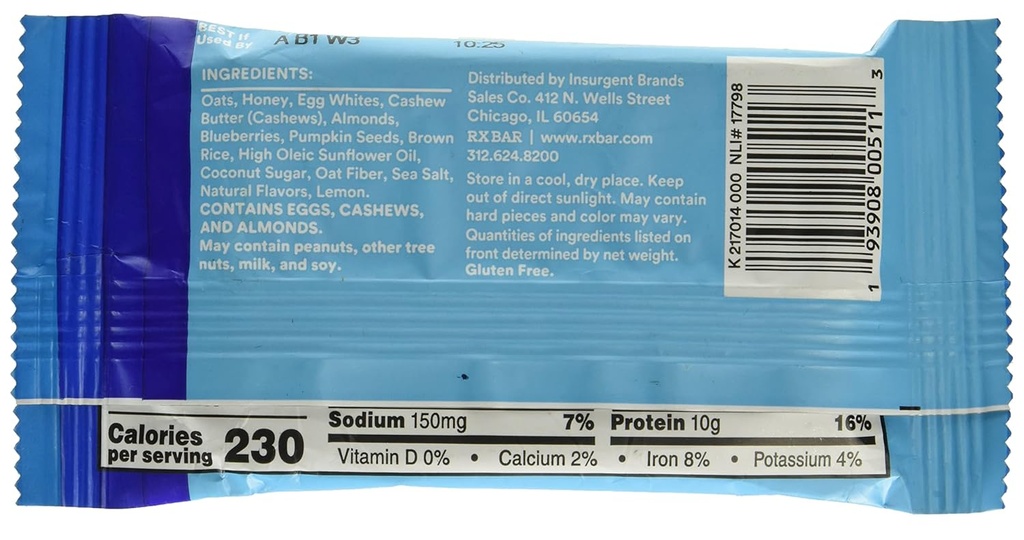 BEST If
Used By
A B1 W3
10:25
INGREDIENTS:
Oats, Honey, Egg Whites, Cashew
Butter (Cashews), Almonds,
Blueberries, Pumpkin Seeds, Brown
Rice, High Oleic Sunflower Oil,
Coconut Sugar, Oat Fiber, Sea Salt,
Natural Flavors, Lemon.
CONTAINS EGGS, CASHEWS,
AND ALMONDS.
May contain peanuts, other tree
nuts, milk, and soy.
Distributed by Insurgent Brands
Sales Co. 412 N. Wells Street
Chicago, IL 60654
RXBAR | www.rxbar.com
312.624.8200
Store in a cool, dry place. Keep
out of direct sunlight. May contain
hard pieces and color may vary.
Quantities of ingredients listed on
front determined by net weight.
Gluten Free.
K 217014 000 NLI# 17798
1 93908 00511 3
Calories
per serving 230
Sodium 150mg 7%
Protein 10g 16%
Vitamin D 0% • Calcium 2% • Iron 8% • Potassium 4%